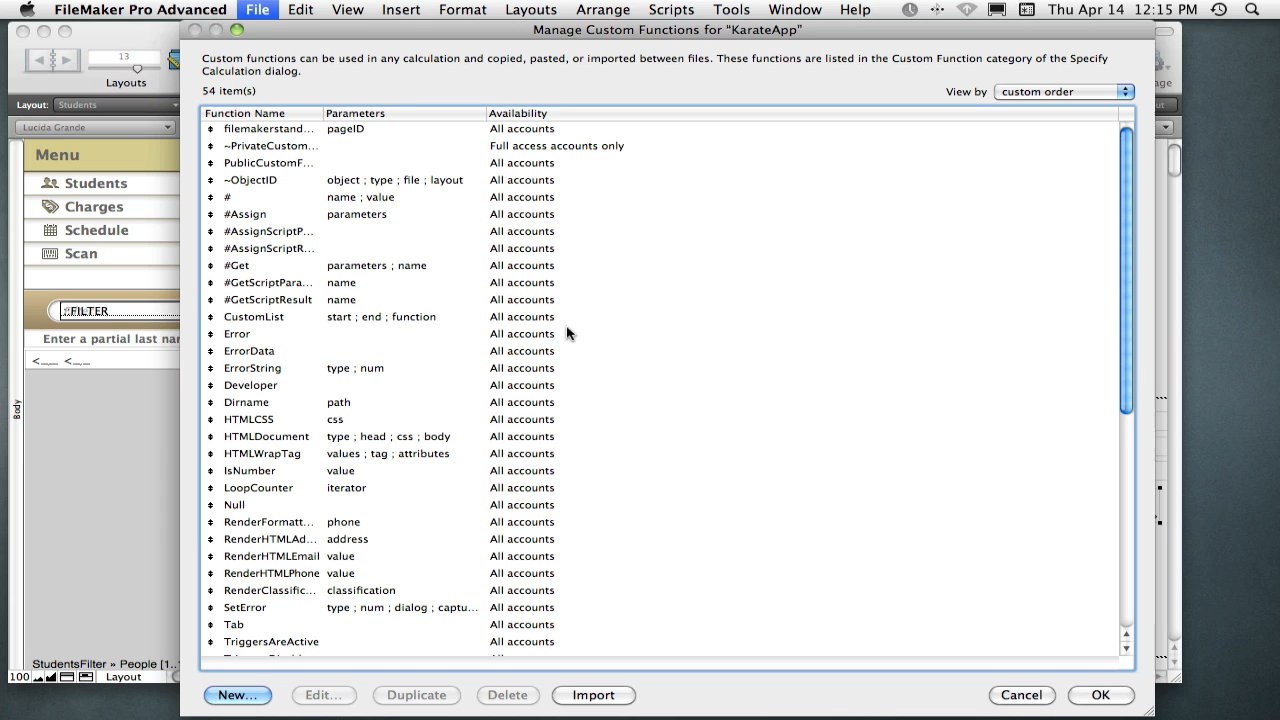 FileMaker Pro Advanced File Edit View Insert Format Layouts Arrange Scripts Tools Window Help Thu Apr 14 12:15 PM
Manage Custom Functions for “KarateApp”
Custom functions can be used in any calculation and copied, pasted, or imported between files. These functions are listed in the Custom Function category of the Specify
Calculation dialog.
54 item(s)
View by custom order
Function Name Parameters Availability
filemakerstand... pageID All accounts
~PrivateCustom... Full access accounts only
PublicCustomF... All accounts
~ObjectID object ; type ; file ; layout All accounts
# name ; value All accounts
#Assign parameters All accounts
#AssignScriptP... All accounts
#AssignScriptR... All accounts
#Get parameters ; name All accounts
#GetScriptPara... name All accounts
#GetScriptResult name All accounts
CustomList start ; end ; function All accounts
Error All accounts
ErrorData All accounts
ErrorString type ; num All accounts
Developer All accounts
Dirname path All accounts
HTMLCSS css All accounts
HTMLDocument type ; head ; css ; body All accounts
HTMLWrapTag values ; tag ; attributes All accounts
IsNumber value All accounts
LoopCounter iterator All accounts
Null All accounts
RenderFormatt... phone All accounts
RenderHTMLAd... address All accounts
RenderHTMLEmail value All accounts
RenderHTMLPhone value All accounts
RenderClassific... classification All accounts
SetError type ; num ; dialog ; captu... All accounts
Tab All accounts
TriggersAreActive All accounts
New... Edit... Duplicate Delete Import Cancel OK
13
Layouts
Layout: Students
Lucida Grande
Menu
Students
Charges
Schedule
Scan
FILTER
Enter a partial last nar
<__ <__
Body
StudentsFilter » People [1..
100 Layout